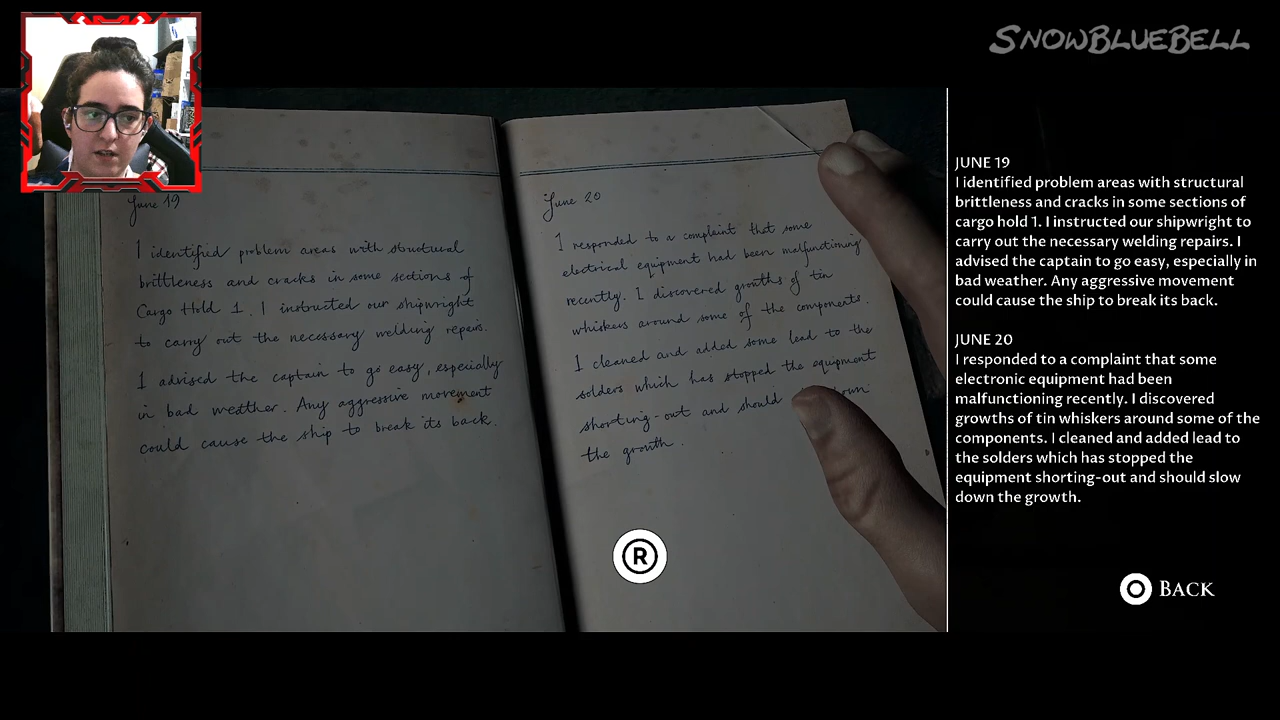 SNOWBLUEBELL
June 19
I identified problem areas with structural
brittleness and cracks in some sections of
Cargo Hold 1. I instructed our shipwright
to carry out the necessary welding repairs.
I advised the captain to go easy, especially
in bad weather. Any aggressive movement
could cause the ship to break its back.
June 20
I responded to a complaint that some
electrical equipment had been malfunctioning
recently. I discovered growths of tin
whiskers around some of the components.
I cleaned and added some lead to the
solders which has stopped the equipment
shorting-out and should down
the growth.
R
JUNE 19
I identified problem areas with structural
brittleness and cracks in some sections of
cargo hold 1. I instructed our shipwright to
carry out the necessary welding repairs. I
advised the captain to go easy, especially in
bad weather. Any aggressive movement
could cause the ship to break its back.
JUNE 20
I responded to a complaint that some
electronic equipment had been
malfunctioning recently. I discovered
growths of tin whiskers around some of the
components. I cleaned and added lead to
the solders which has stopped the
equipment shorting-out and should slow
down the growth.
BACK